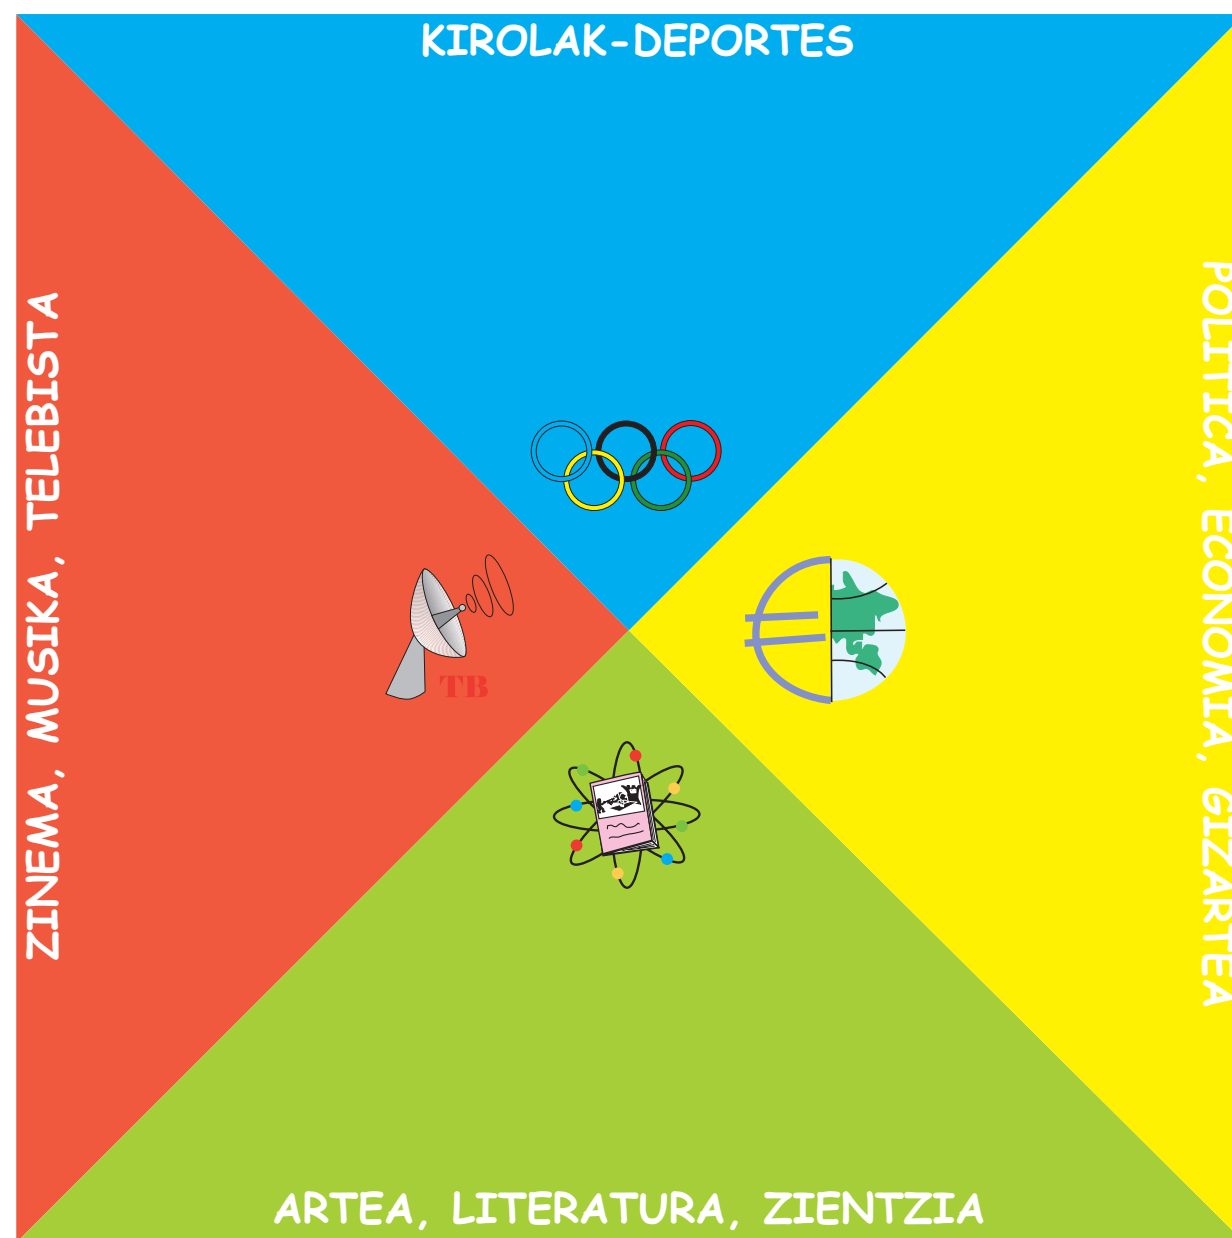 KIROLAK-DEPORTES
ZINEMA, MUSIKA, TELEBISTA
POLITICA, ECONOMIA, GIZARTEA
TB
ARTEA, LITERATURA, ZIENTZIA